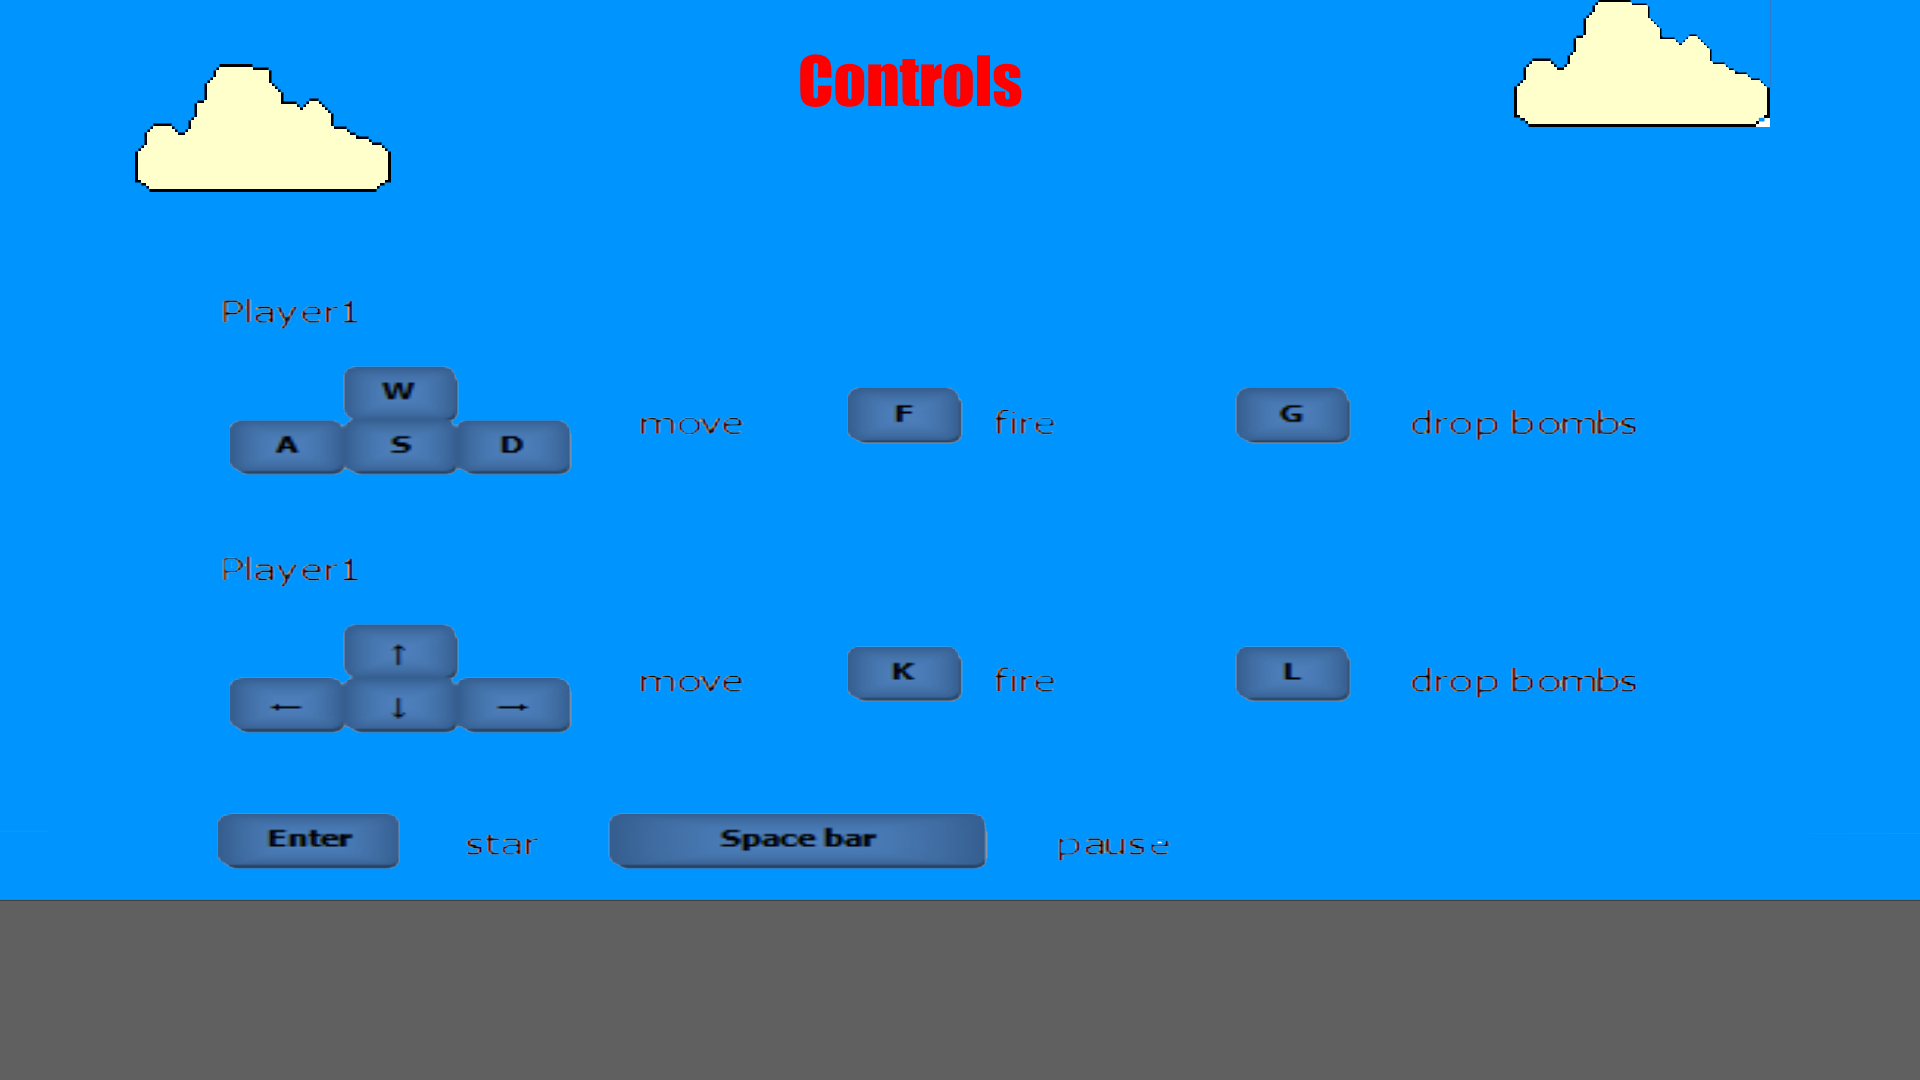 Controls
Player1
W
A S D move F fire G drop bombs
Player1
↑
← ↓ → move K fire L drop bombs
Enter star Space bar pause